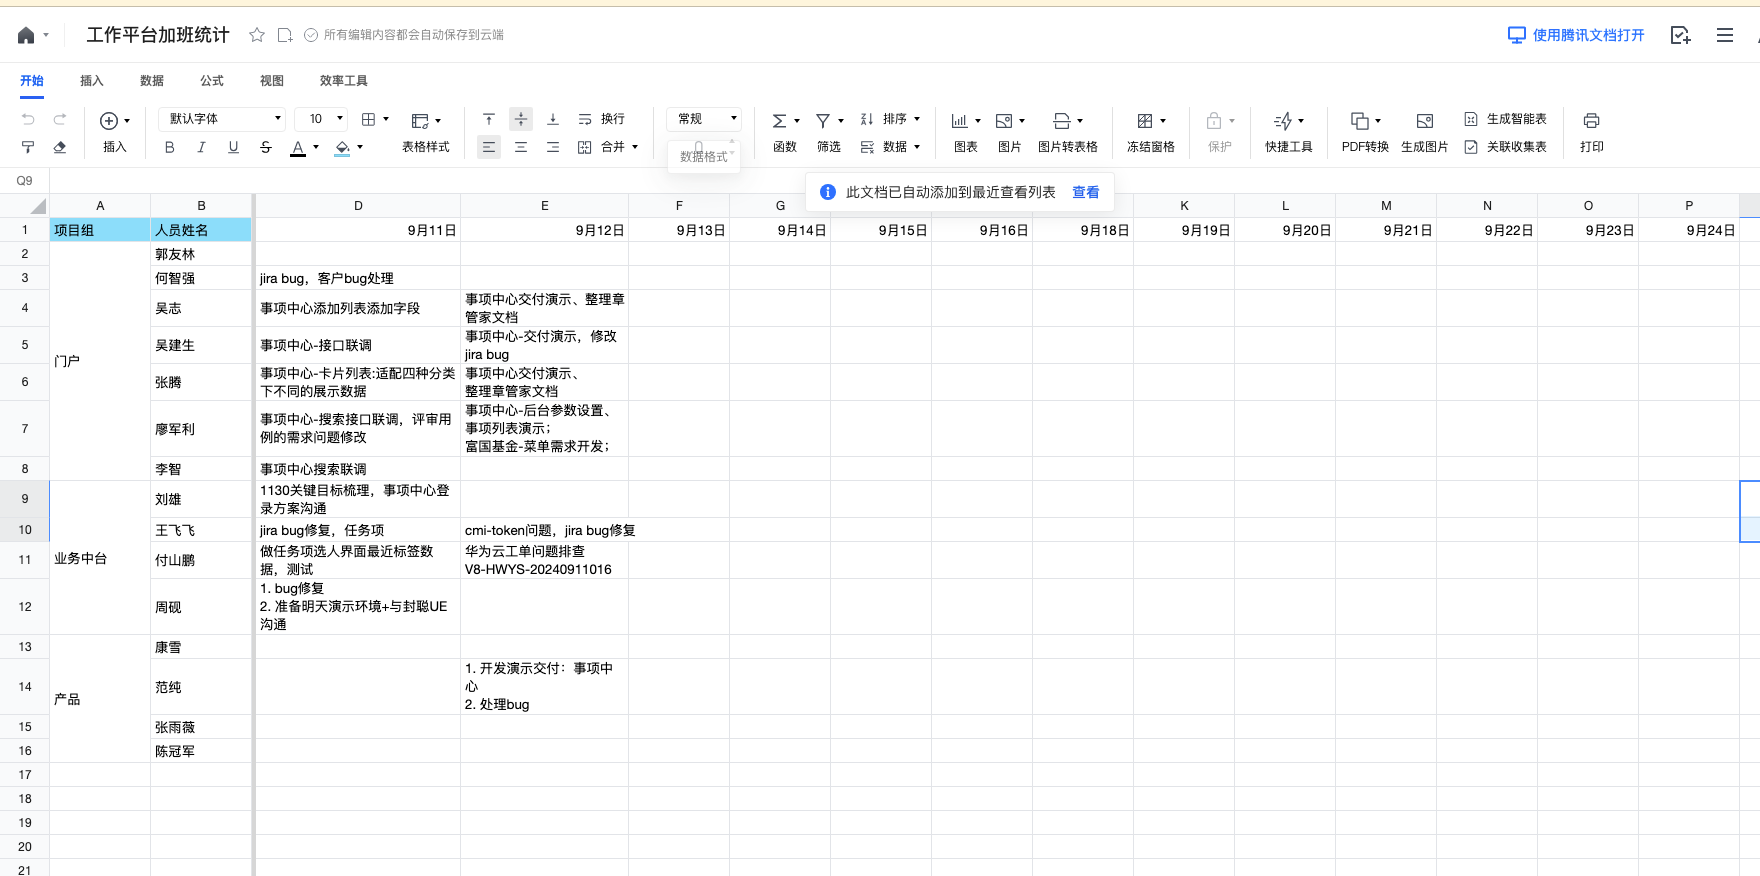 工作平台加班统计
所有编辑内容都会自动保存到云端
使用腾讯文档打开
开始 插入 数据 公式 视图 效率工具
默认字体 10 换行 常规 排序 生成智能表
插入 B I U S A 表格样式 合并 数据格式 函数 筛选 数据 图表 图片 图片转表格 冻结窗格 保护 快捷工具 PDF转换 生成图片 关联收集表 打印
Q9
此文档已自动添加到最近查看列表 查看
A B D E F G K L M N O P
1 项目组 人员姓名 9月11日 9月12日 9月13日 9月14日 9月15日 9月16日 9月18日 9月19日 9月20日 9月21日 9月22日 9月23日 9月24日
2 郭友林
3 何智强 jira bug，客户bug处理
4 吴志 事项中心添加列表添加字段 事项中心交付演示、整理章
管家文档
5 吴建生 事项中心-接口联调 事项中心-交付演示，修改
jira bug
门户
6 张腾 事项中心-卡片列表:适配四种分类 事项中心交付演示、
下不同的展示数据 整理章管家文档
7 廖军利 事项中心-搜索接口联调，评审用 事项中心-后台参数设置、
例的需求问题修改 事项列表演示；
富国基金-菜单需求开发；
8 李智 事项中心搜索联调
9 刘雄 1130关键目标梳理，事项中心登
录方案沟通
10 王飞飞 jira bug修复，任务项 cmi-token问题，jira bug修复
业务中台
11 付山鹏 做任务项选人界面最近标签数 华为云工单问题排查
据，测试 V8-HWYS-20240911016
12 周砚 1. bug修复
2. 准备明天演示环境+与封聪UE
沟通
13 康雪
14 范纯 1. 开发演示交付：事项中
心
2. 处理bug
产品
15 张雨薇
16 陈冠军
17
18
19
20
21